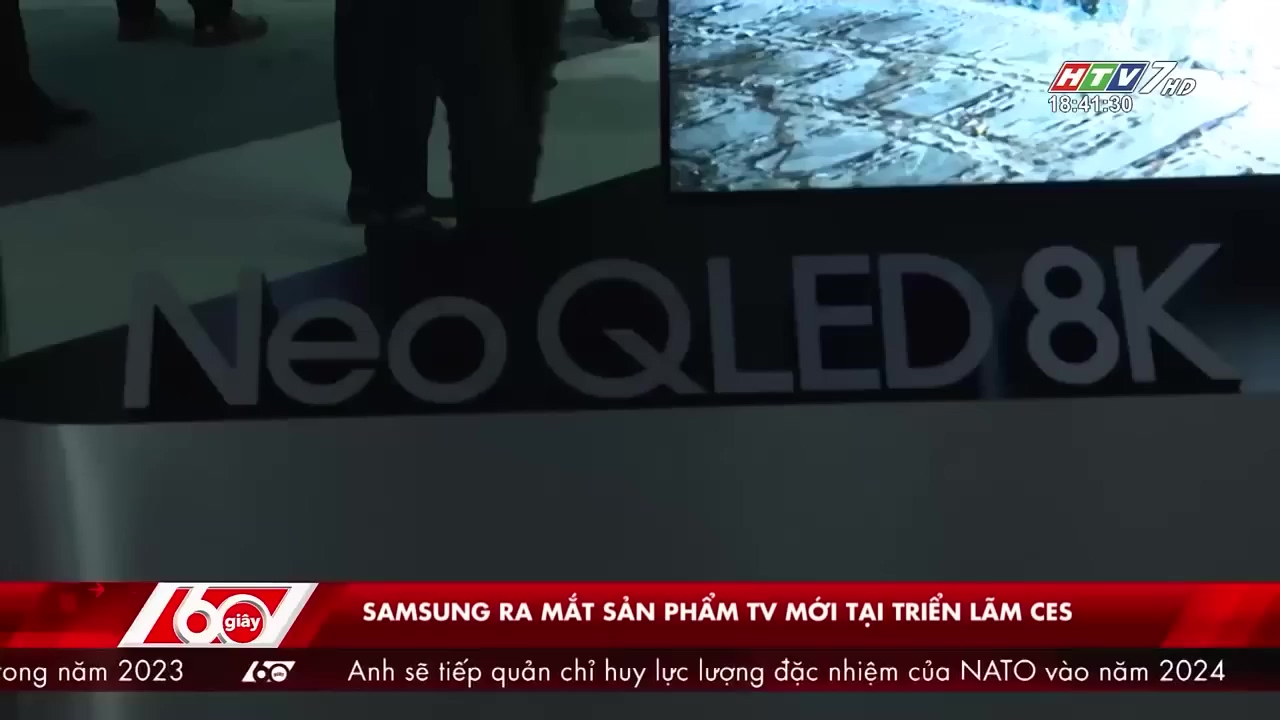 HTV7 HD
18:41:30
Neo QLED 8K
60 giây
SAMSUNG RA MẮT SẢN PHẨM TV MỚI TẠI TRIỂN LÃM CES
năm 2023 60 giây Anh sẽ tiếp quản chỉ huy lực lượng đặc nhiệm của NATO vào năm 2024